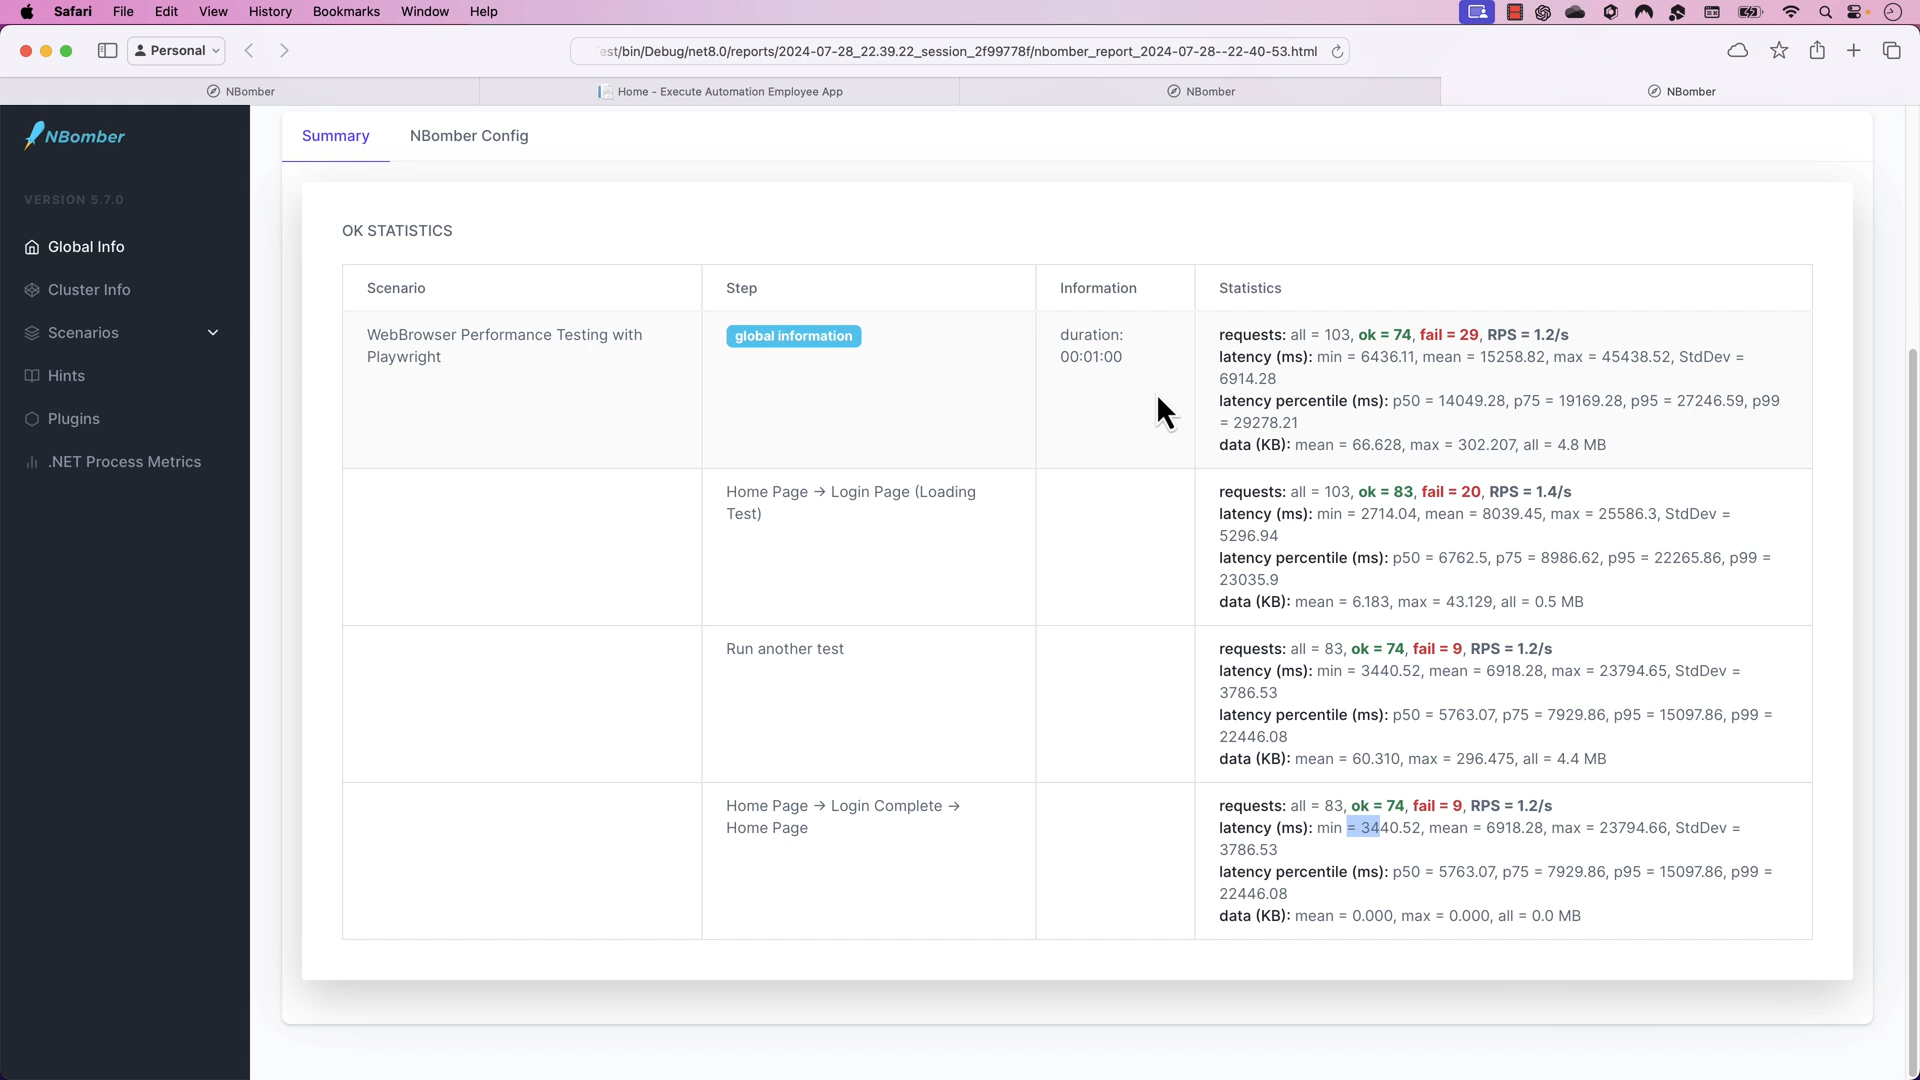 Safari File Edit View History Bookmarks Window Help
Personal
est/bin/Debug/net8.0/reports/2024-07-28_22.39.22_session_2f99778f/nbomber_report_2024-07-28--22-40-53.html
NBomber
Home - Execute Automation Employee App
NBomber
NBomber
NBomber
VERSION 5.7.0
Global Info
Cluster Info
Scenarios
Hints
Plugins
.NET Process Metrics
Summary NBomber Config
OK STATISTICS
Scenario Step Information Statistics
WebBrowser Performance Testing with
Playwright
global information
duration:
00:01:00
requests: all = 103, ok = 74, fail = 29, RPS = 1.2/s
latency (ms): min = 6436.11, mean = 15258.82, max = 45438.52, StdDev =
6914.28
latency percentile (ms): p50 = 14049.28, p75 = 19169.28, p95 = 27246.59, p99
= 29278.21
data (KB): mean = 66.628, max = 302.207, all = 4.8 MB
Home Page → Login Page (Loading
Test)
requests: all = 103, ok = 83, fail = 20, RPS = 1.4/s
latency (ms): min = 2714.04, mean = 8039.45, max = 25586.3, StdDev =
5296.94
latency percentile (ms): p50 = 6762.5, p75 = 8986.62, p95 = 22265.86, p99 =
23035.9
data (KB): mean = 6.183, max = 43.129, all = 0.5 MB
Run another test
requests: all = 83, ok = 74, fail = 9, RPS = 1.2/s
latency (ms): min = 3440.52, mean = 6918.28, max = 23794.65, StdDev =
3786.53
latency percentile (ms): p50 = 5763.07, p75 = 7929.86, p95 = 15097.86, p99 =
22446.08
data (KB): mean = 60.310, max = 296.475, all = 4.4 MB
Home Page → Login Complete →
Home Page
requests: all = 83, ok = 74, fail = 9, RPS = 1.2/s
latency (ms): min = 3440.52, mean = 6918.28, max = 23794.66, StdDev =
3786.53
latency percentile (ms): p50 = 5763.07, p75 = 7929.86, p95 = 15097.86, p99 =
22446.08
data (KB): mean = 0.000, max = 0.000, all = 0.0 MB